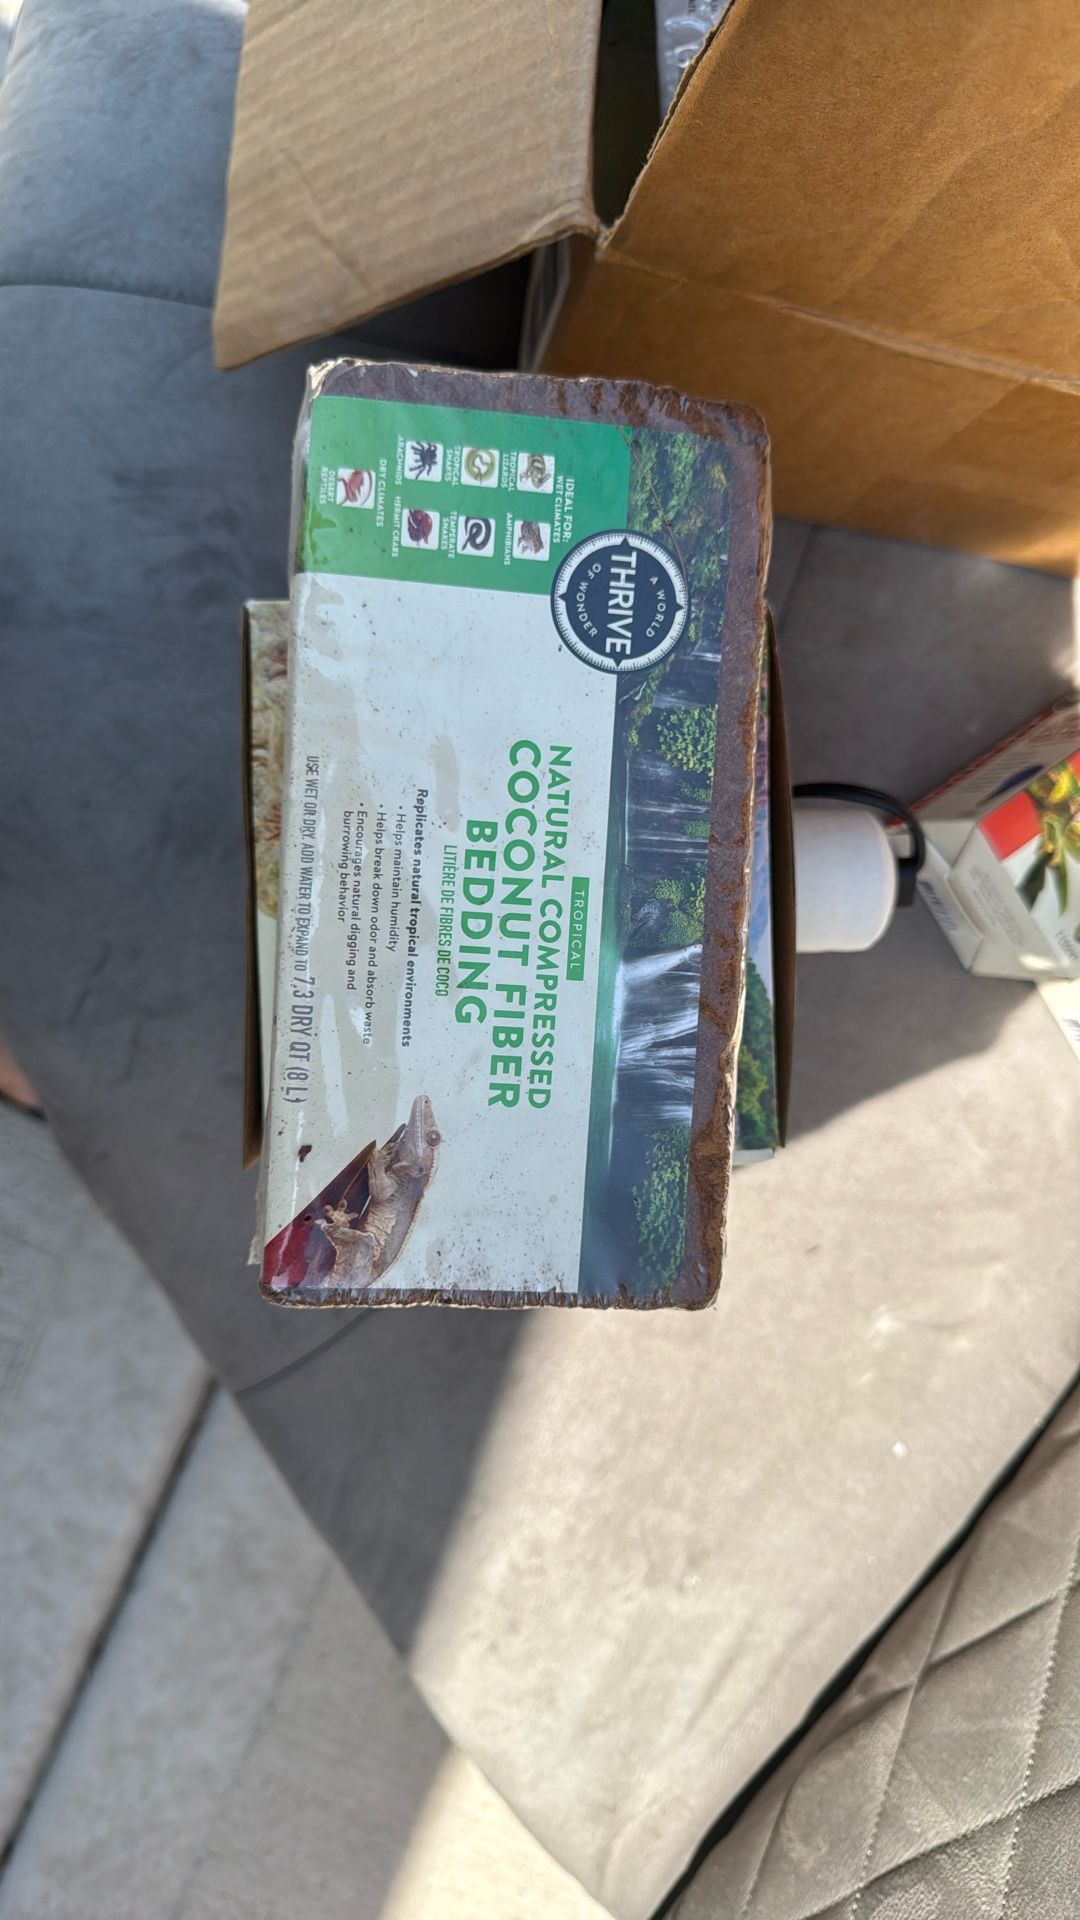 IDEAL FOR:
WET CLIMATES
TROPICAL
LIZARDS
AMPHIBIANS
TROPICAL
SNAKES
TEMPERATE
SNAKES
ARACHNIDS
HERMIT CRABS
DRY CLIMATES
DESERT
REPTILES
A WORLD
THRIVE
OF WONDER
™
TROPICAL
NATURAL COMPRESSED
COCONUT FIBER
BEDDING
LITIÈRE DE FIBRES DE COCO
Replicates natural tropical environments
• Helps maintain humidity
• Helps break down odor and absorb waste
• Encourages natural digging and
burrowing behavior
USE WET OR DRY. ADD WATER TO EXPAND TO 7.3 DRY QT (8 L)